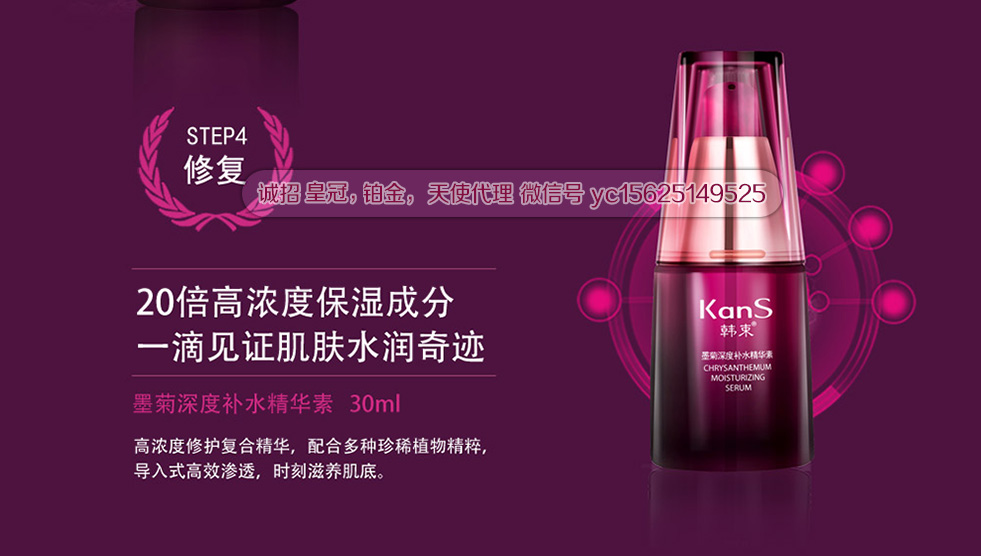 STEP4
修复
诚招 皇冠，铂金，天使代理 微信号 yc15625149525
20倍高浓度保湿成分
一滴见证肌肤水润奇迹
墨菊深度补水精华素 30ml
高浓度修护复合精华，配合多种珍稀植物精粹，
导入式高效渗透，时刻滋养肌底。
KanS
韩束®
墨菊深度补水精华素
CHRYSANTHEMUM
MOISTURIZING
SERUM